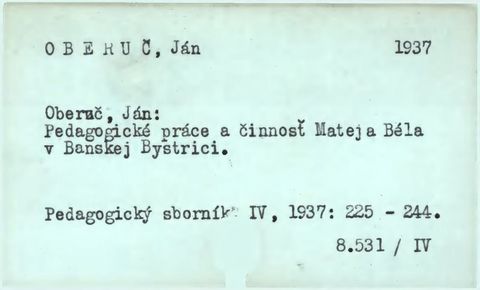 OBERUČ, Ján 1937
Oberuč, Ján:
Pedagogické práce a činnosť Mateja Béla
v Banskej Bystrici.
Pedagogický sborník IV, 1937: 225 - 244.
8.531 / IV